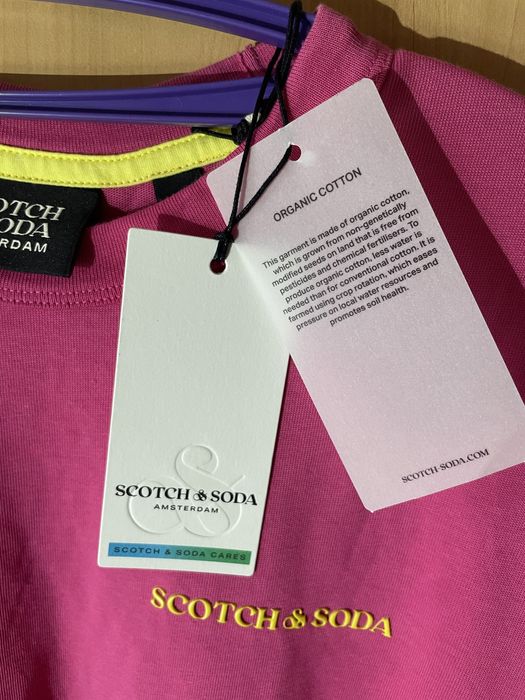 ORGANIC COTTON
This garment is made of organic cotton,
which is grown from non-genetically
modified seeds on land that is free from
pesticides and chemical fertilisers. To
produce organic cotton, less water is
needed than for conventional cotton. It is
farmed using crop rotation, which eases
pressure on local water resources and
promotes soil health.
SCOTCH-SODA.COM
OTCH
ODA
RDAM
SCOTCH & SODA
AMSTERDAM
SCOTCH & SODA CARES
SCOTCH & SODA